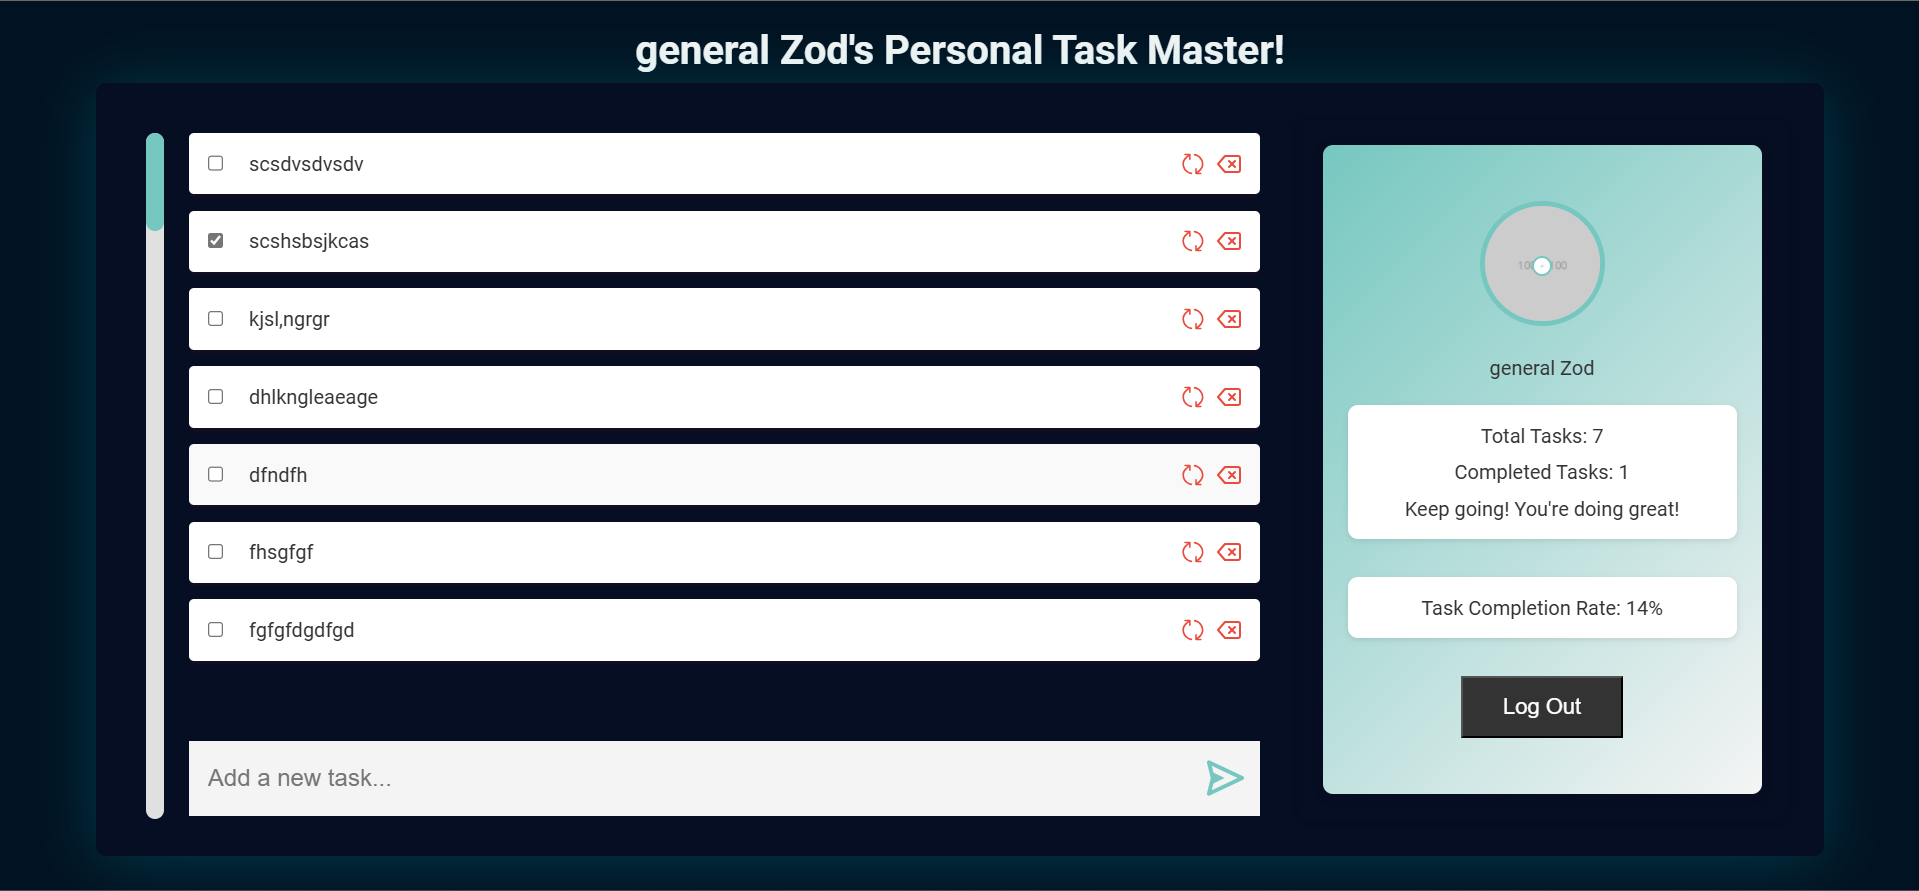 general Zod's Personal Task Master!
scsdvsdvsdv
scshsbsjkcas
kjsl,ngrgr
dhlkngleaeage
dfndfh
fhsgfgf
fgfgfdgdfgd
Add a new task...
general Zod
Total Tasks: 7
Completed Tasks: 1
Keep going! You're doing great!
Task Completion Rate: 14%
Log Out